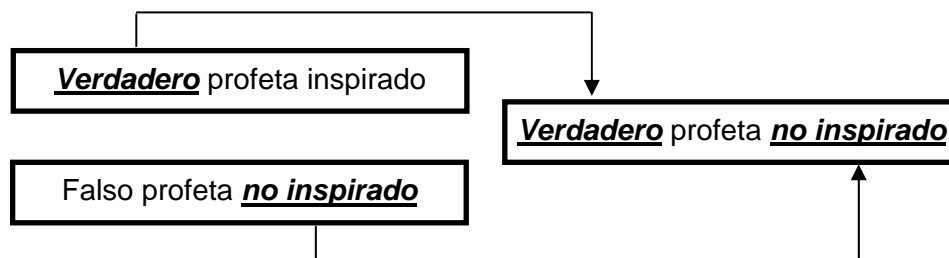 Verdadero profeta inspirado
Verdadero profeta no inspirado
Falso profeta no inspirado